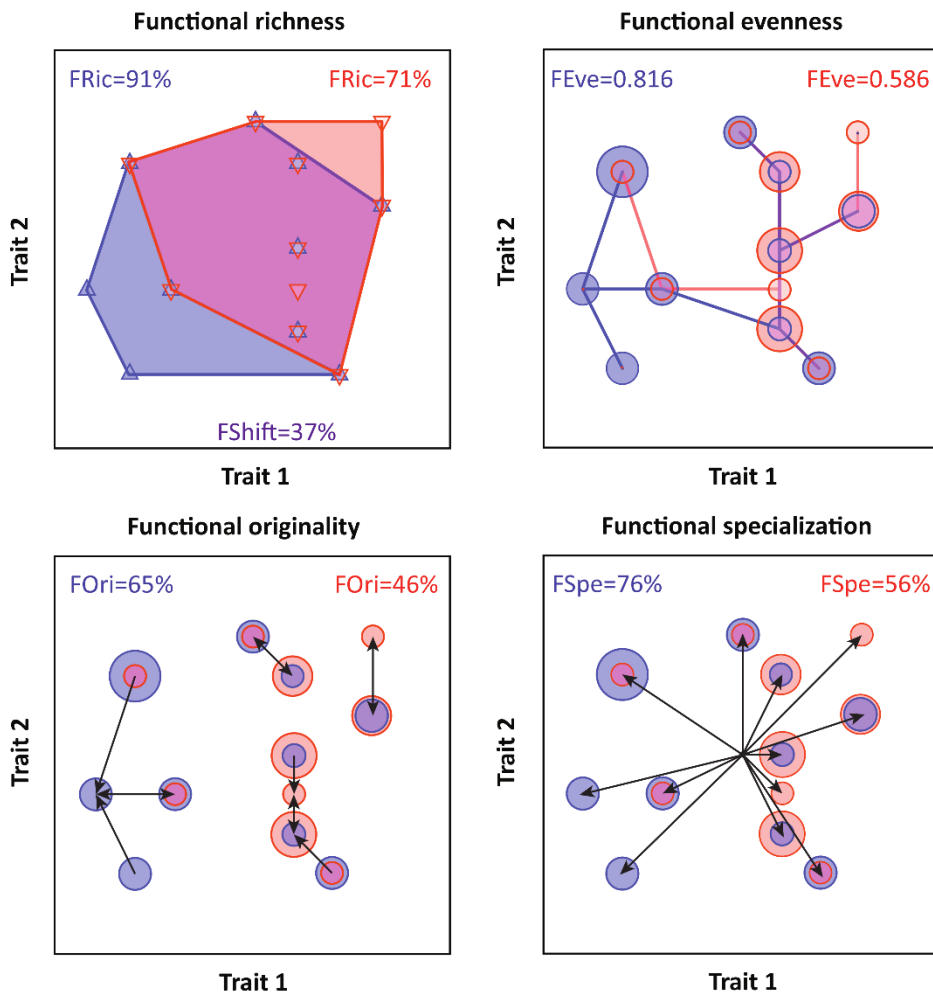 Functional richness
FRic=91%
FRic=71%
Trait 2
FShift=37%
Trait 1
Functional evenness
FEve=0.816
FEve=0.586
Trait 2
Trait 1
Functional originality
FOri=65%
FOri=46%
Trait 2
Trait 1
Functional specialization
FSpe=76%
FSpe=56%
Trait 2
Trait 1